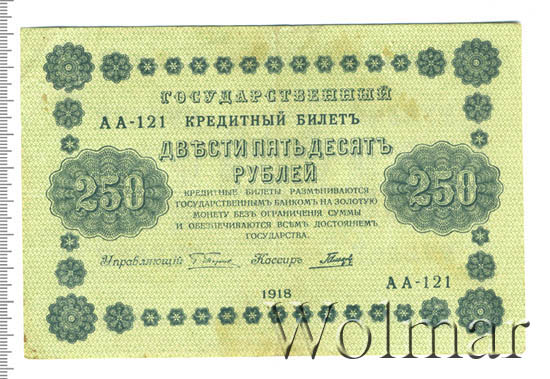 ГОСУДАРСТВЕННЫЙ
АА-121 КРЕДИТНЫЙ БИЛЕТЪ
ДВѢСТИ ПЯТЬДЕСЯТЪ
РУБЛЕЙ
250 250
КРЕДИТНЫЕ БИЛЕТЫ РАЗМѢНИВАЮТСЯ
ГОСУДАРСТВЕННЫМЪ БАНКОМЪ НА ЗОЛОТУЮ
МОНЕТУ БЕЗЪ ОГРАНИЧЕНІЯ СУММЫ
И ОБЕЗПЕЧИВАЮТСЯ ВСѢМЪ ДОСТОЯНІЕМЪ
ГОСУДАРСТВА.
Управляющій Кассиръ
АА-121
1918
Wolmar